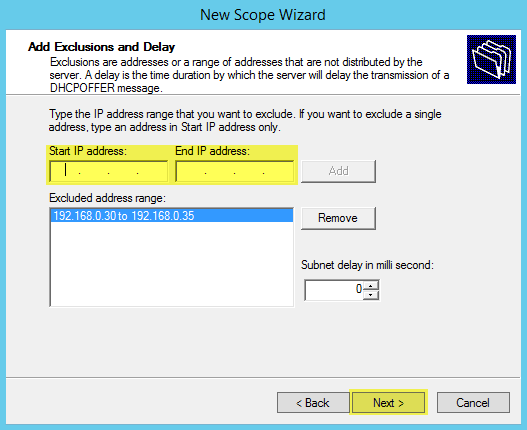 New Scope Wizard
Add Exclusions and Delay
Exclusions are addresses or a range of addresses that are not distributed by the
server. A delay is the time duration by which the server will delay the transmission of a
DHCPOFFER message.
Type the IP address range that you want to exclude. If you want to exclude a single
address, type an address in Start IP address only.
Start IP address: End IP address:
. . . . . . Add
Excluded address range:
192.168.0.30 to 192.168.0.35 Remove
Subnet delay in milli second:
0
< Back Next > Cancel